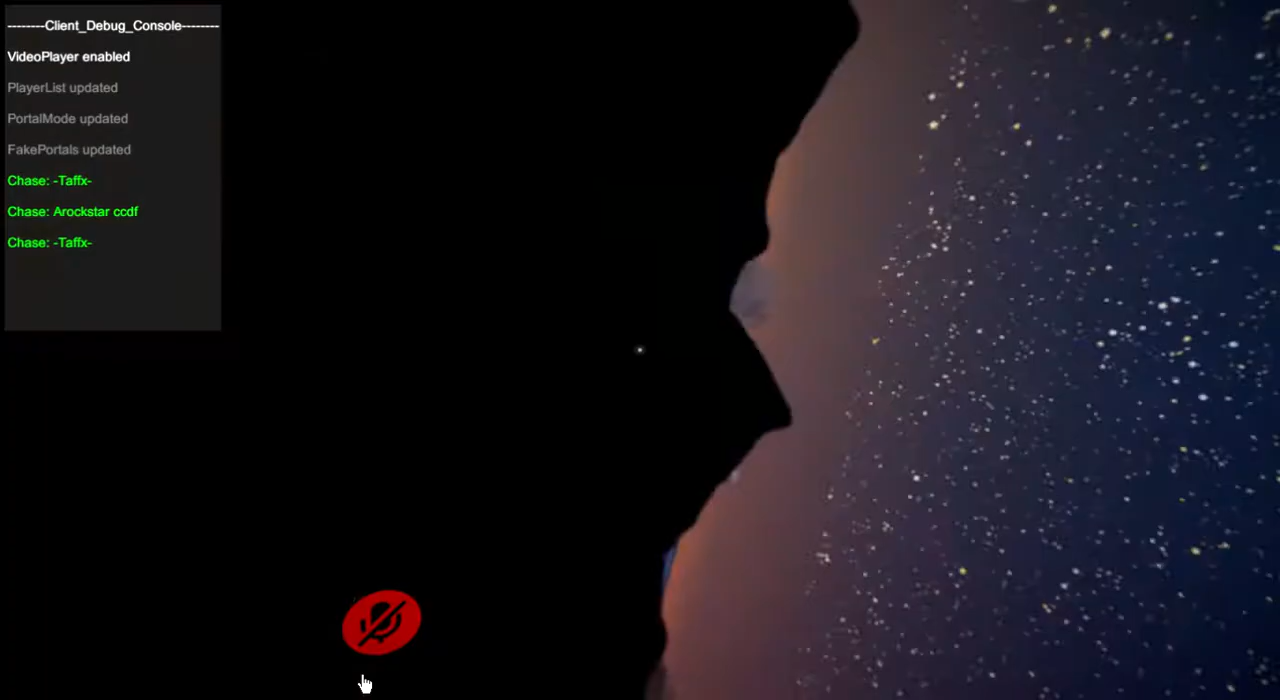 --------Client_Debug_Console--------
VideoPlayer enabled
PlayerList updated
PortalMode updated
FakePortals updated
Chase: -Taffx-
Chase: Arockstar ccdf
Chase: -Taffx-